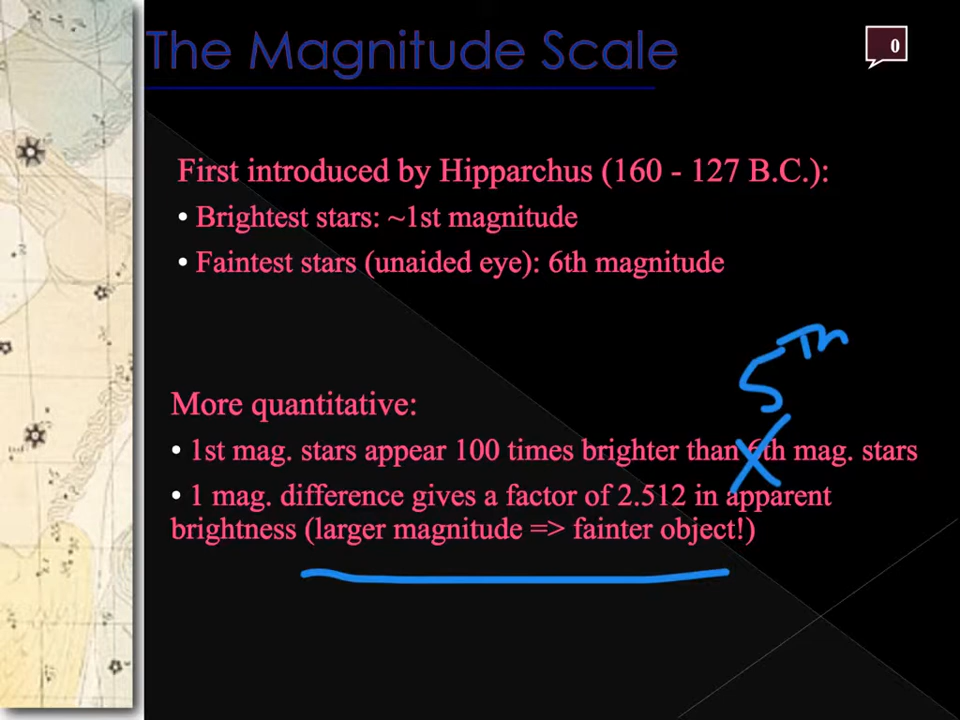 The Magnitude Scale
0
First introduced by Hipparchus (160 - 127 B.C.):
• Brightest stars: ~1st magnitude
• Faintest stars (unaided eye): 6th magnitude
5Th
More quantitative:
• 1st mag. stars appear 100 times brighter than 6th mag. stars
• 1 mag. difference gives a factor of 2.512 in apparent
brightness (larger magnitude => fainter object!)